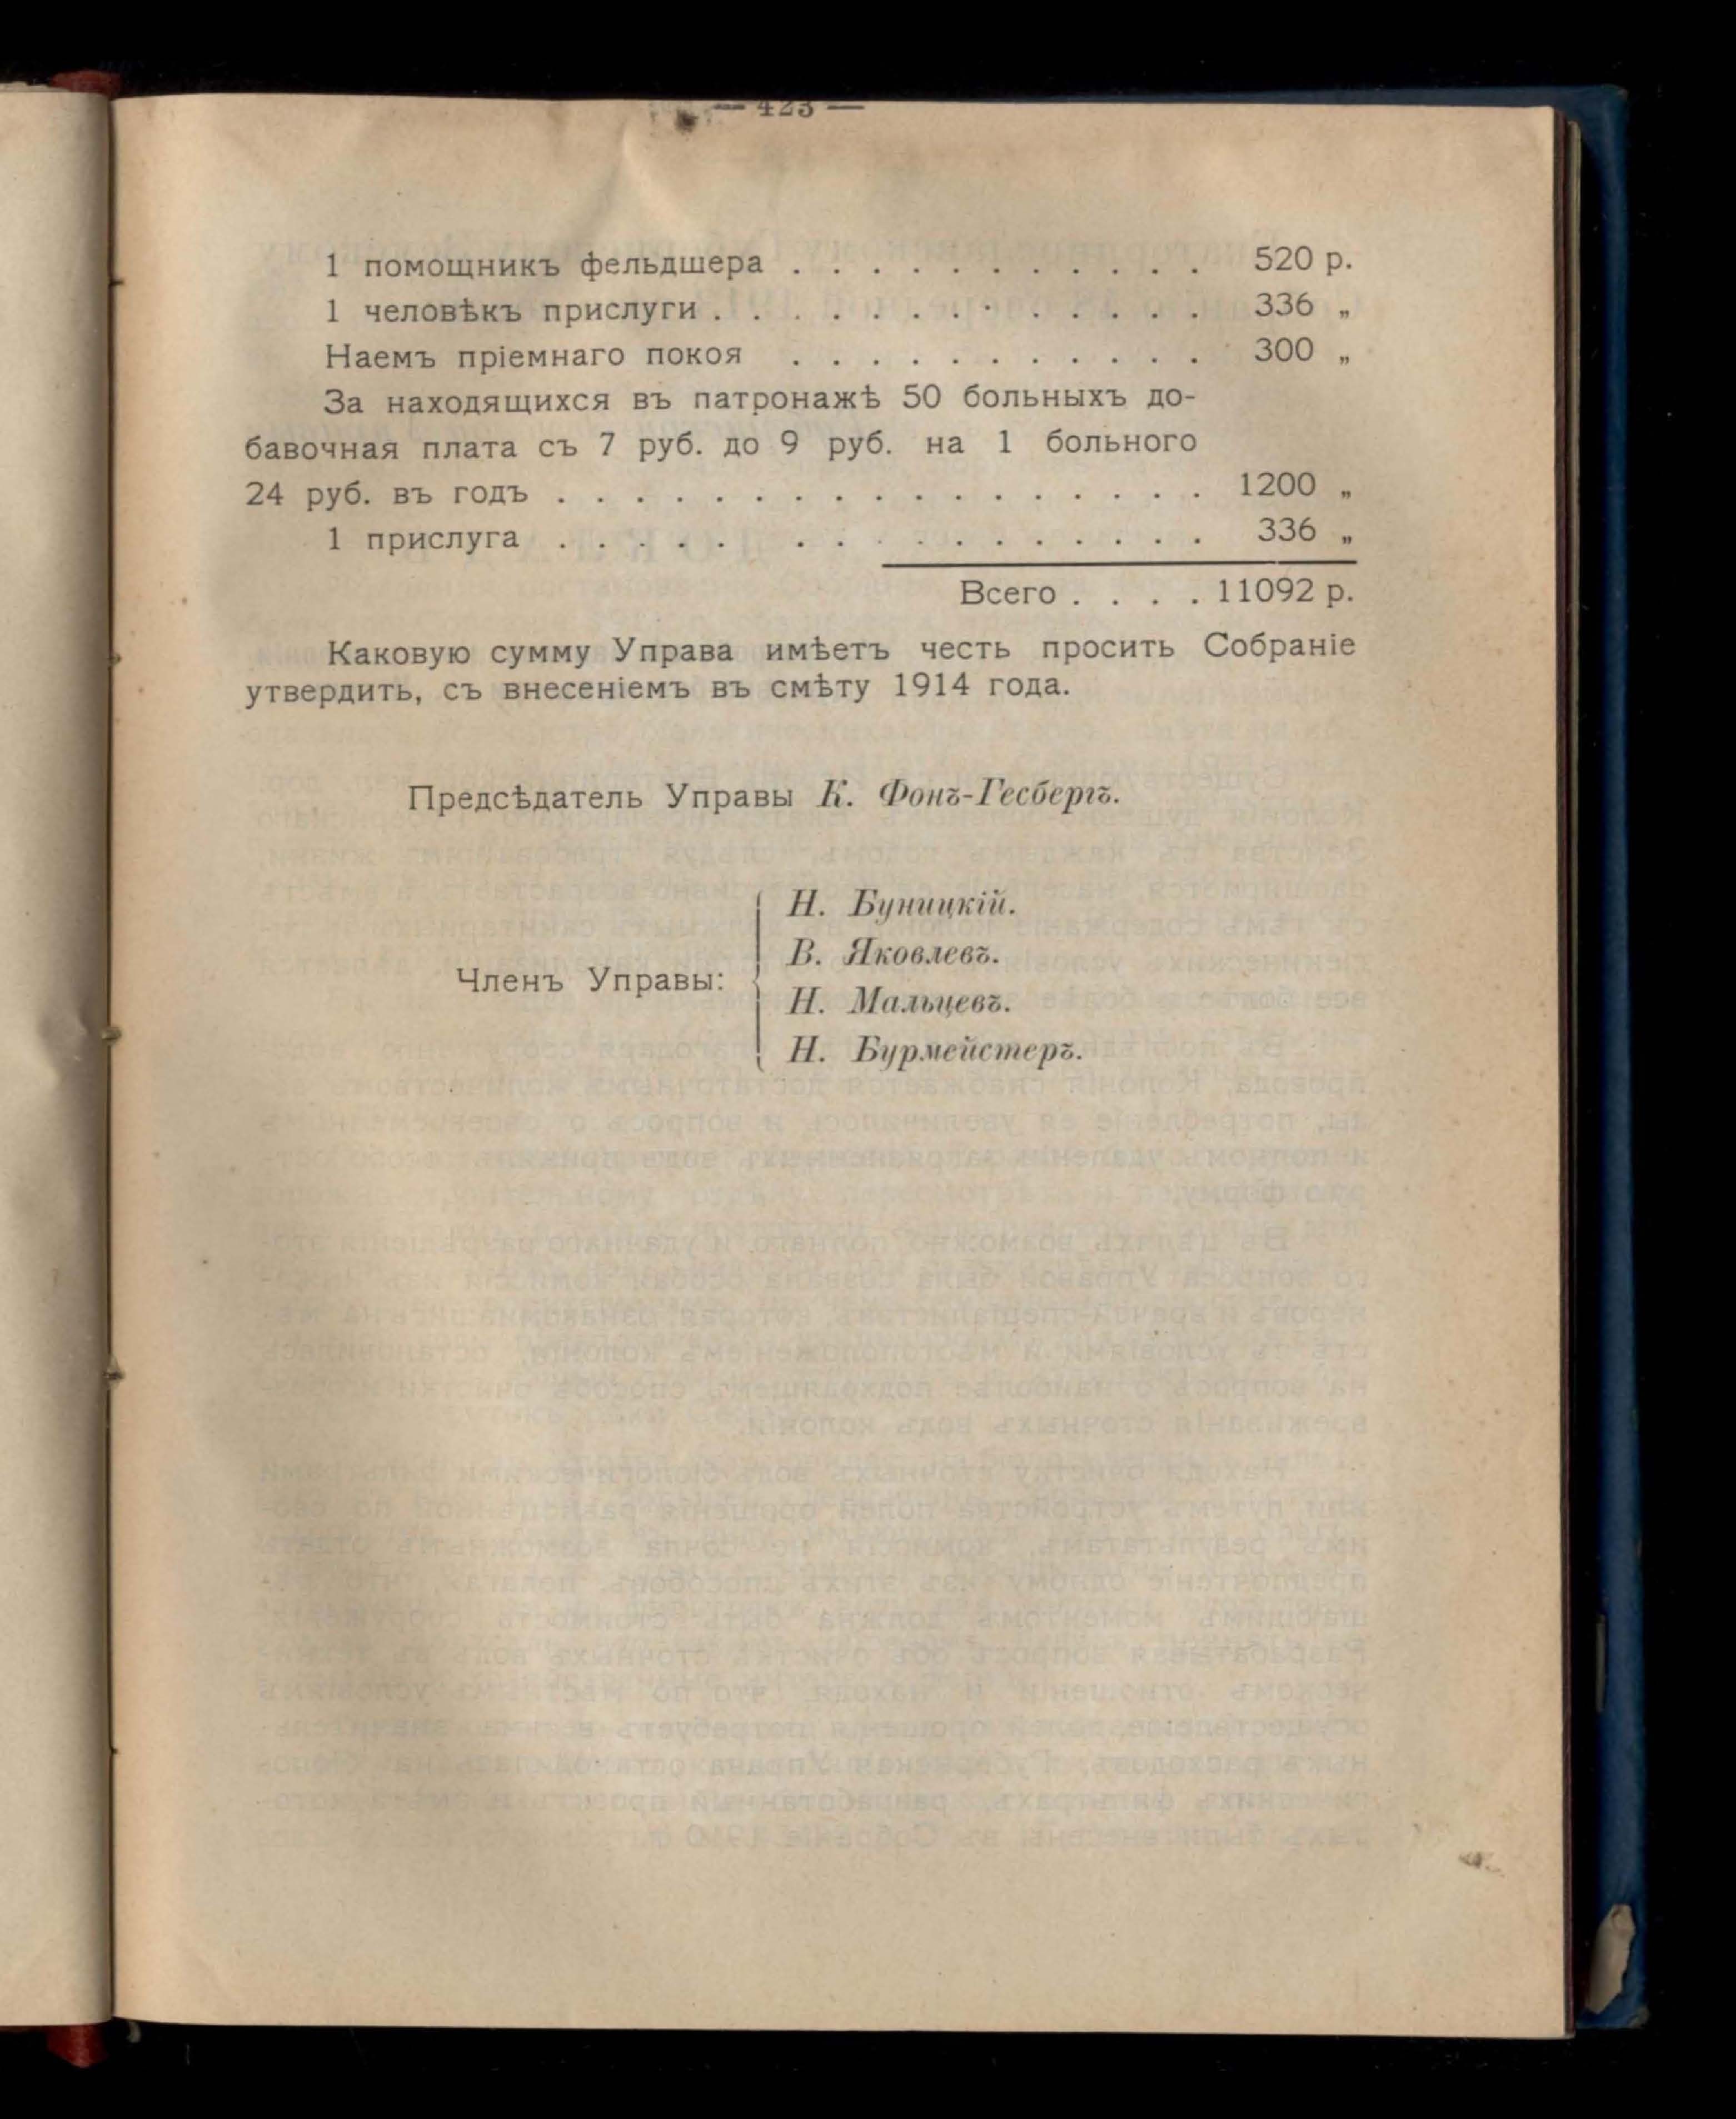 — 423 —
1 помощникъ фельдшера . . . . . . . . . . . 520 р.
1 человѣкъ прислуги . . . . . . . . . . . . . 336 „
Наемъ пріемнаго покоя . . . . . . . . . . . 300 „
За находящихся въ патронажѣ 50 больныхъ до-
бавочная плата съ 7 руб. до 9 руб. на 1 больного
24 руб. въ годъ . . . . . . . . . . . . . . . . . 1200 „
1 прислуга . . . . . . . . . . . . . . . . 336 „
Всего . . . . 11092 р.
Каковую сумму Управа имѣетъ честь просить Собраніе
утвердить, съ внесеніемъ въ смѣту 1914 года.
Предсѣдатель Управы К. Фонъ-Гесбергъ.
Членъ Управы:
Н. Буницкій.
В. Яковлевъ.
Н. Мальцевъ.
Н. Бурмейстеръ.